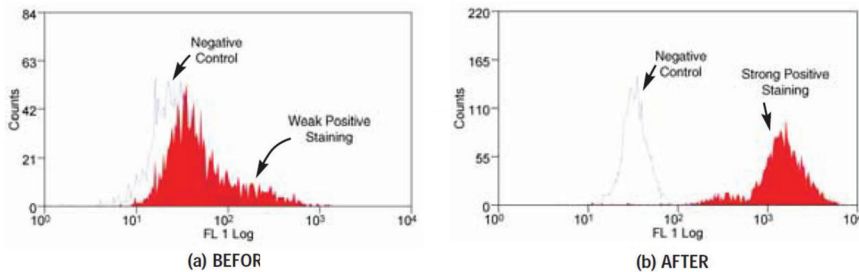 84
63
42
21
0
Counts
Negative
Control
Weak Positive
Staining
10⁰
10¹
10²
10³
10⁴
FL 1 Log
(a) BEFOR
220
165
110
55
0
Counts
Negative
Control
Strong Positive
Staining
10⁰
10¹
10²
10³
10⁴
FL 1 Log
(b) AFTER